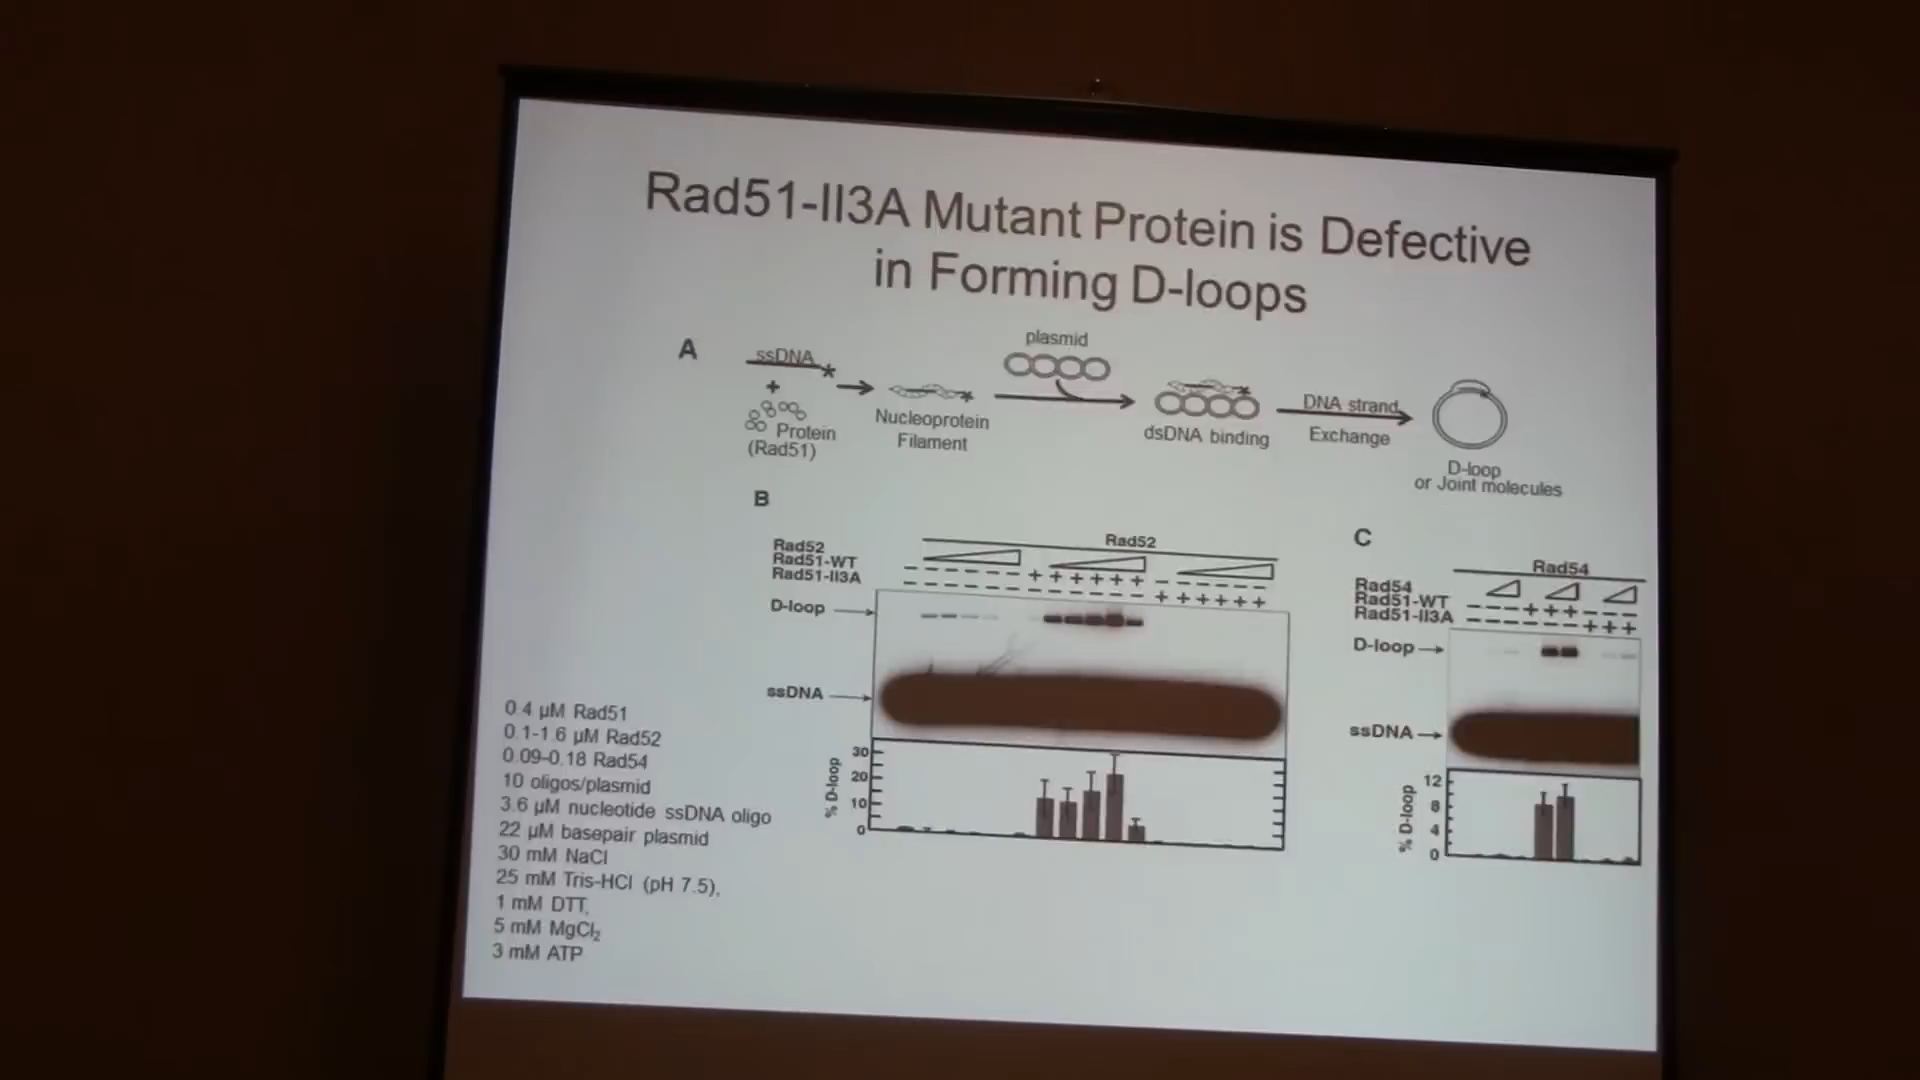 Rad51-II3A Mutant Protein is Defective
in Forming D-loops
A
ssDNA
*
+
Protein
(Rad51)
Nucleoprotein
Filament
plasmid
dsDNA binding
DNA strand
Exchange
D-loop
or Joint molecules
B
Rad52
Rad52
Rad51-WT
– – – – – – + + + + + + – – – – – –
Rad51-II3A
– – – – – – – – – – – – + + + + + +
D-loop
ssDNA
% D-loop
30
20
10
0
C
Rad54
Rad54
Rad51-WT
– – – + + + – – –
Rad51-II3A
– – – – – – + + +
D-loop
ssDNA
% D-loop
12
8
4
0
0.4 µM Rad51
0.1-1.6 µM Rad52
0.09-0.18 Rad54
10 oligos/plasmid
3.6 µM nucleotide ssDNA oligo
22 µM basepair plasmid
30 mM NaCl
25 mM Tris-HCl (pH 7.5),
1 mM DTT,
5 mM MgCl₂
3 mM ATP